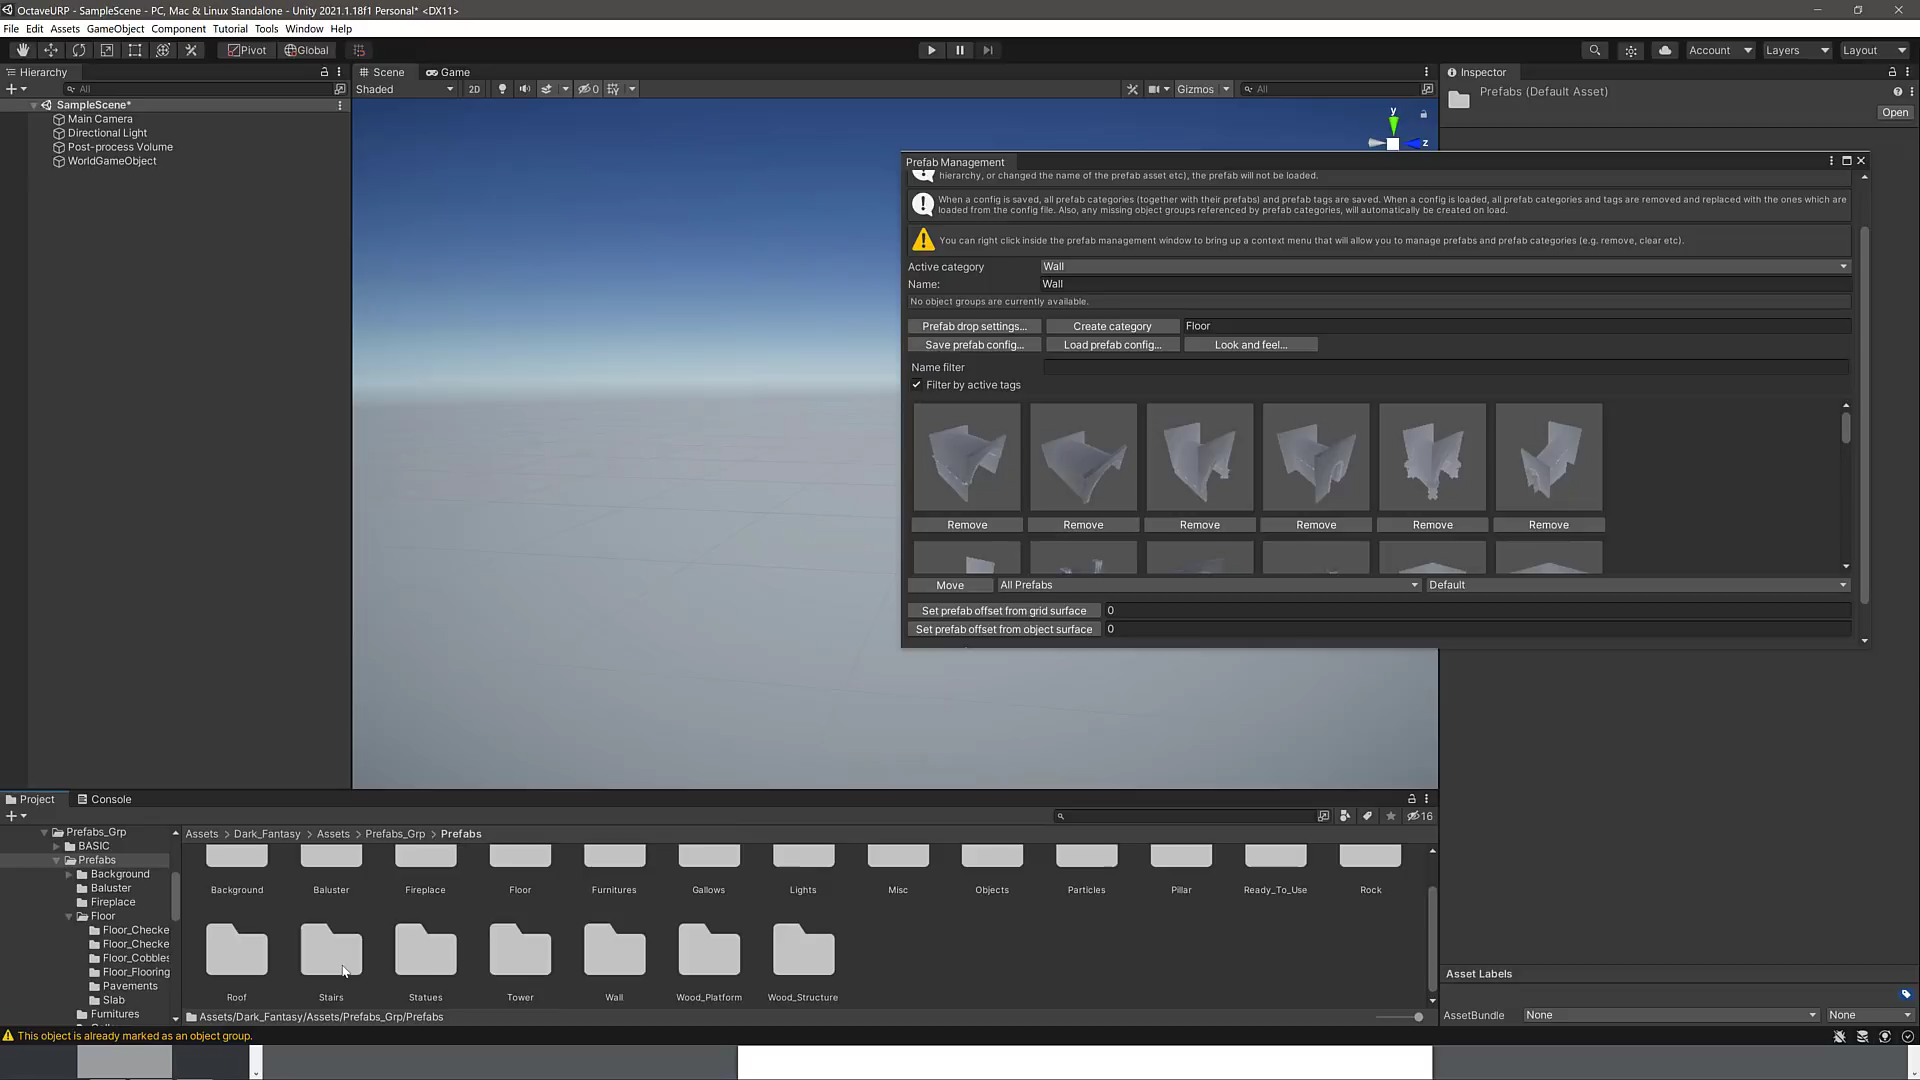 OctaveURP - SampleScene - PC, Mac & Linux Standalone - Unity 2021.1.18f1 Personal* <DX11>
File Edit Assets GameObject Component Tutorial Tools Window Help
Pivot Global Account Layers Layout
Hierarchy Scene Game Inspector
All Shaded 2D 0 Gizmos All
Prefabs (Default Asset)
Open
SampleScene*
Main Camera
Directional Light
Post-process Volume
WorldGameObject
y
z
Prefab Management
hierarchy, or changed the name of the prefab asset etc), the prefab will not be loaded.
When a config is saved, all prefab categories (together with their prefabs) and prefab tags are saved. When a config is loaded, all prefab categories and tags are removed and replaced with the ones which are
loaded from the config file. Also, any missing object groups referenced by prefab categories, will automatically be created on load.
You can right click inside the prefab management window to bring up a context menu that will allow you to manage prefabs and prefab categories (e.g. remove, clear etc).
Active category Wall
Name: Wall
No object groups are currently available.
Prefab drop settings... Create category Floor
Save prefab config... Load prefab config... Look and feel...
Name filter
Filter by active tags
Remove Remove Remove Remove Remove Remove
Move All Prefabs Default
Set prefab offset from grid surface 0
Set prefab offset from object surface 0
Project Console
16
Prefabs_Grp
BASIC
Prefabs
Background
Baluster
Fireplace
Floor
Floor_Checke
Floor_Checke
Floor_Cobbles
Floor_Flooring
Pavements
Slab
Furnitures
Assets > Dark_Fantasy > Assets > Prefabs_Grp > Prefabs
Background Baluster Fireplace Floor Furnitures Gallows Lights Misc Objects Particles Pillar Ready_To_Use Rock
Roof Stairs Statues Tower Wall Wood_Platform Wood_Structure
Assets/Dark_Fantasy/Assets/Prefabs_Grp/Prefabs
Asset Labels
AssetBundle None None
This object is already marked as an object group.